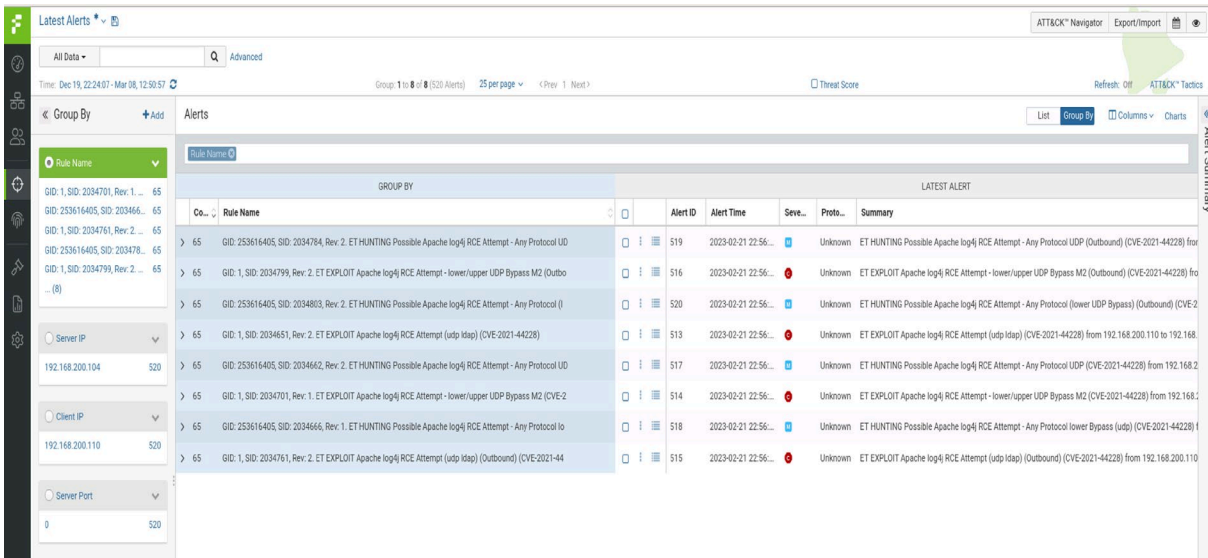 Latest Alerts *
ATT&CK™ Navigator Export/Import
All Data Advanced
Time: Dec 19, 22:24:07 - Mar 08, 12:50:57
Group: 1 to 8 of 8 (520 Alerts) 25 per page <Prev 1 Next>
Threat Score
Refresh: Off ATT&CK™ Tactics
Group By +Add
Alerts
List Group By Columns Charts
Alert Summary
Rule Name
Rule Name
GID: 1, SID: 2034701, Rev: 1. ... 65
GID: 253616405, SID: 203466... 65
GID: 1, SID: 2034761, Rev: 2. ... 65
GID: 253616405, SID: 203478... 65
GID: 1, SID: 2034799, Rev: 2. ... 65
... (8)
Server IP
192.168.200.104 520
Client IP
192.168.200.110 520
Server Port
0 520
GROUP BY LATEST ALERT
Co... Rule Name Alert ID Alert Time Seve... Proto... Summary
> 65 GID: 253616405, SID: 2034784, Rev: 2. ET HUNTING Possible Apache log4j RCE Attempt - Any Protocol UD 519 2023-02-21 22:56:... M Unknown ET HUNTING Possible Apache log4j RCE Attempt - Any Protocol UDP (Outbound) (CVE-2021-44228) fror
> 65 GID: 1, SID: 2034799, Rev: 2. ET EXPLOIT Apache log4j RCE Attempt - lower/upper UDP Bypass M2 (Outbo 516 2023-02-21 22:56:... C Unknown ET EXPLOIT Apache log4j RCE Attempt - lower/upper UDP Bypass M2 (Outbound) (CVE-2021-44228) fro
> 65 GID: 253616405, SID: 2034803, Rev: 2. ET HUNTING Possible Apache log4j RCE Attempt - Any Protocol (l 520 2023-02-21 22:56:... M Unknown ET HUNTING Possible Apache log4j RCE Attempt - Any Protocol (lower UDP Bypass) (Outbound) (CVE-2
> 65 GID: 1, SID: 2034651, Rev: 2. ET EXPLOIT Apache log4j RCE Attempt (udp ldap) (CVE-2021-44228) 513 2023-02-21 22:56:... C Unknown ET EXPLOIT Apache log4j RCE Attempt (udp ldap) (CVE-2021-44228) from 192.168.200.110 to 192.168.
> 65 GID: 253616405, SID: 2034662, Rev: 2. ET HUNTING Possible Apache log4j RCE Attempt - Any Protocol UD 517 2023-02-21 22:56:... M Unknown ET HUNTING Possible Apache log4j RCE Attempt - Any Protocol UDP (CVE-2021-44228) from 192.168.2
> 65 GID: 1, SID: 2034701, Rev: 1. ET EXPLOIT Apache log4j RCE Attempt - lower/upper UDP Bypass M2 (CVE-2 514 2023-02-21 22:56:... C Unknown ET EXPLOIT Apache log4j RCE Attempt - lower/upper UDP Bypass M2 (CVE-2021-44228) from 192.168.:
> 65 GID: 253616405, SID: 2034666, Rev: 1. ET HUNTING Possible Apache log4j RCE Attempt - Any Protocol lo 518 2023-02-21 22:56:... M Unknown ET HUNTING Possible Apache log4j RCE Attempt - Any Protocol lower Bypass (udp) (CVE-2021-44228) f
> 65 GID: 1, SID: 2034761, Rev: 2. ET EXPLOIT Apache log4j RCE Attempt (udp ldap) (Outbound) (CVE-2021-44 515 2023-02-21 22:56:... C Unknown ET EXPLOIT Apache log4j RCE Attempt (udp ldap) (Outbound) (CVE-2021-44228) from 192.168.200.110